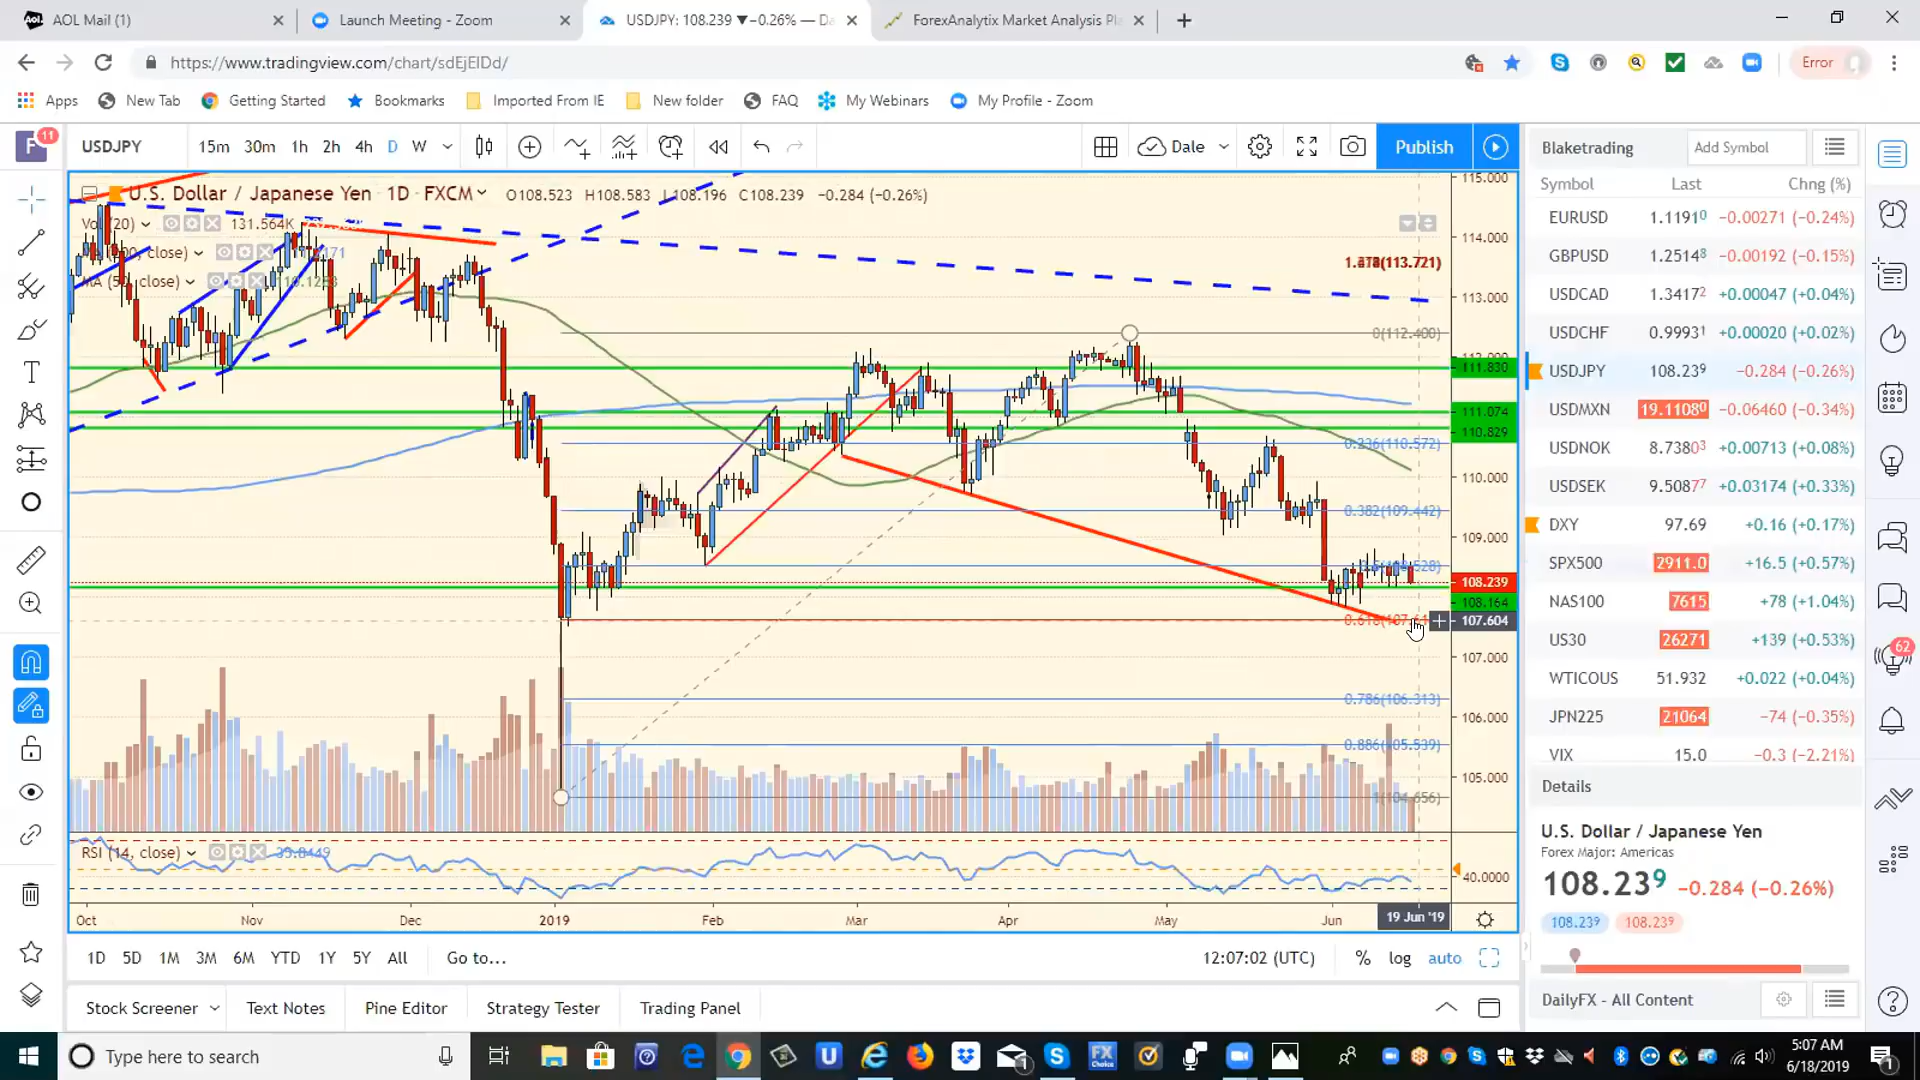 AOL Mail (1)
Launch Meeting - Zoom
USDJPY: 108.239 ▼−0.26% — Da
ForexAnalytix Market Analysis Pla
https://www.tradingview.com/chart/sdEjEIDd/
Error
Apps
New Tab
Getting Started
Bookmarks
Imported From IE
New folder
FAQ
My Webinars
My Profile - Zoom
F 11
USDJPY
15m 30m 1h 2h 4h D W
Date
Publish
U.S. Dollar / Japanese Yen · 1D · FXCM
O108.523 H108.583 L108.196 C108.239 −0.284 (−0.26%)
Vol (20) 131.564K
MA (50, close)
RSI (14, close) 35.8449
(113.721)
0(112.400)
0.236(110.572)
0.382(109.442)
0.786(106.313)
0.886(105.539)
1(104.656)
115.000
114.000
113.000
112.000
111.830
111.074
110.829
110.000
109.000
108.239
108.164
107.604
107.000
106.000
105.000
40.0000
Oct Nov Dec 2019 Feb Mar Apr May Jun 19 Jun '19
1D 5D 1M 3M 6M YTD 1Y 5Y All Go to...
12:07:02 (UTC) % log auto
Stock Screener Text Notes Pine Editor Strategy Tester Trading Panel
Blaketrading Add Symbol
Symbol Last Chng (%)
EURUSD 1.11910 −0.00271 (−0.24%)
GBPUSD 1.25148 −0.00192 (−0.15%)
USDCAD 1.34172 +0.00047 (+0.04%)
USDCHF 0.99931 +0.00020 (+0.02%)
USDJPY 108.239 −0.284 (−0.26%)
USDMXN 19.11080 −0.06460 (−0.34%)
USDNOK 8.73803 +0.00713 (+0.08%)
USDSEK 9.50877 +0.03174 (+0.33%)
DXY 97.69 +0.16 (+0.17%)
SPX500 2911.0 +16.5 (+0.57%)
NAS100 7615 +78 (+1.04%)
US30 26271 +139 (+0.53%)
WTICOUS 51.932 +0.022 (+0.04%)
JPN225 21064 −74 (−0.35%)
VIX 15.0 −0.3 (−2.21%)
62
Details
U.S. Dollar / Japanese Yen
Forex Major: Americas
108.239 −0.284 (−0.26%)
108.239 108.239
DailyFX - All Content
Type here to search
5:07 AM
6/18/2019